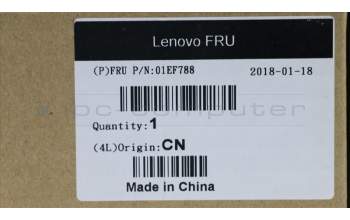 Lenovo FRU
(P)FRU P/N:01EF788 2018-01-18
Quantity:1
(4L)Origin:CN
Made in China